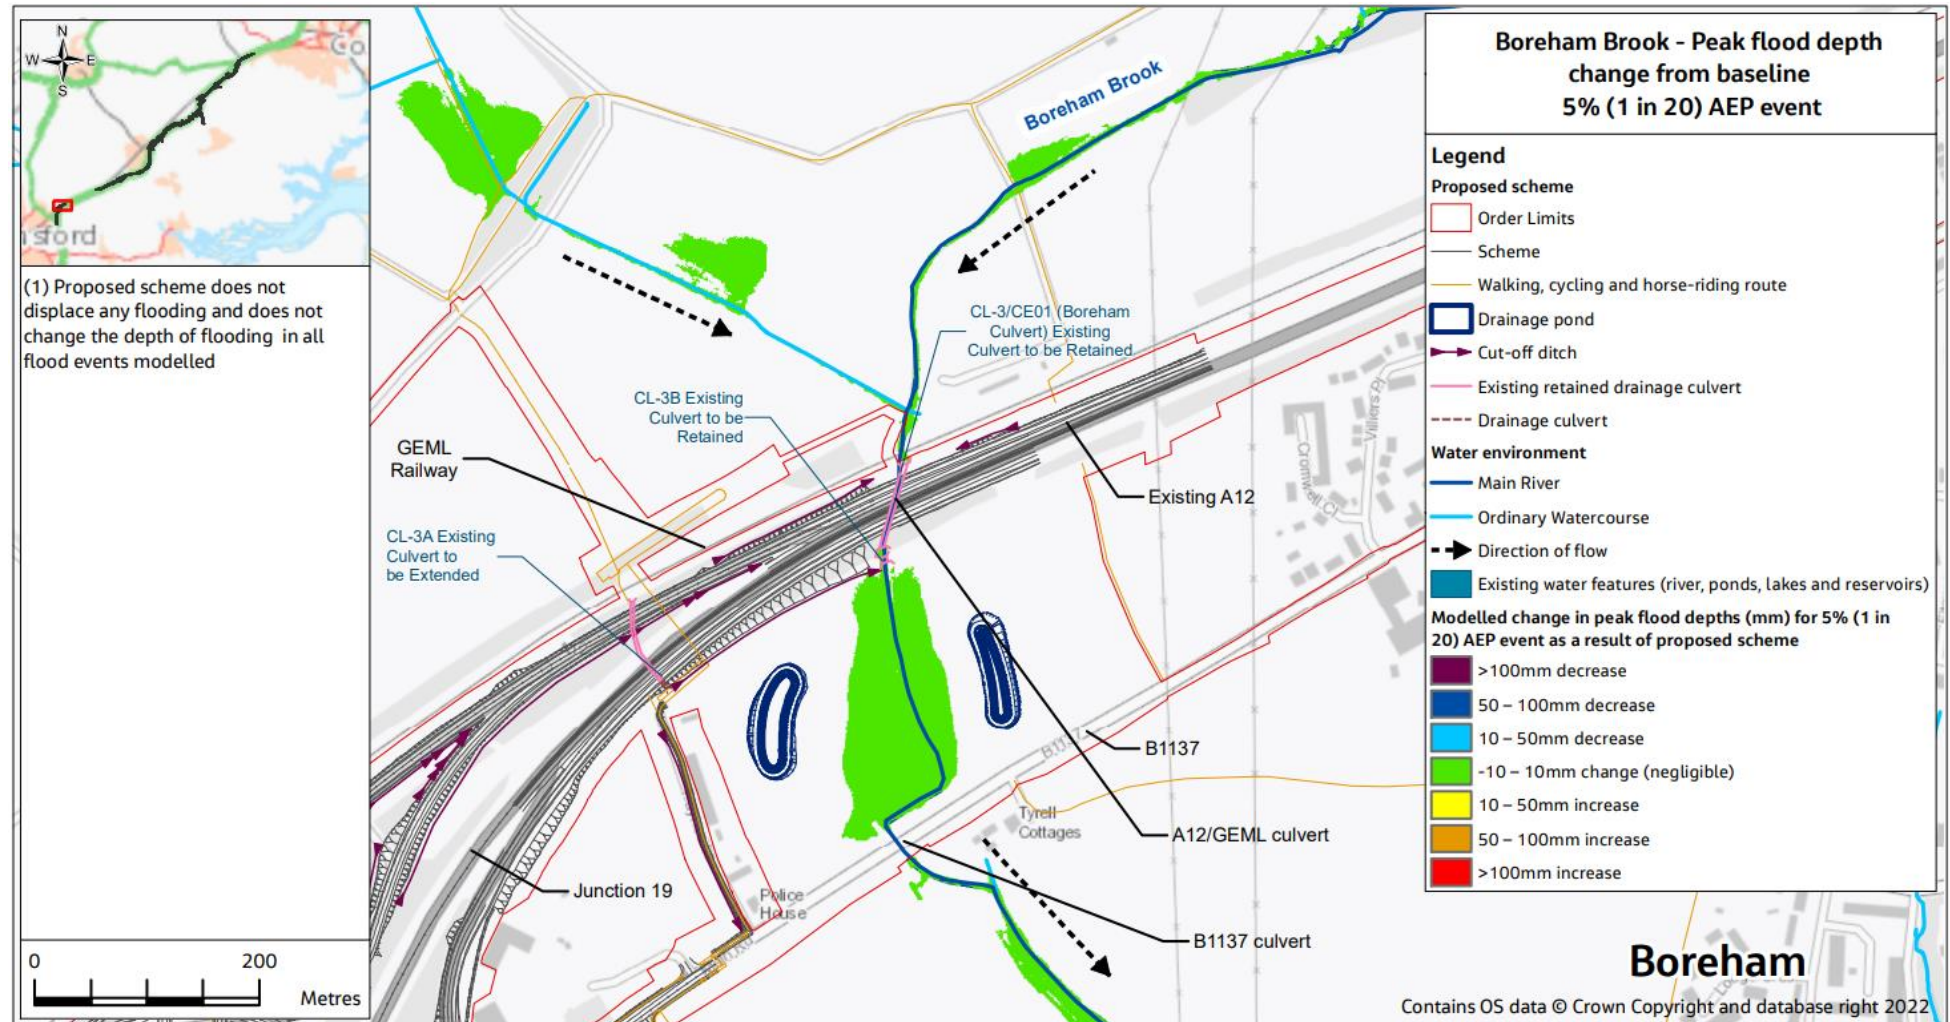 N
W
E
S
Co
nsford
(1) Proposed scheme does not
displace any flooding and does not
change the depth of flooding in all
flood events modelled
0
200
Metres
Boreham Brook
CL-3/CE01 (Boreham
Culvert) Existing
Culvert to be Retained
CL-3B Existing
Culvert to be
Retained
GEML
Railway
CL-3A Existing
Culvert to
be Extended
Existing A12
Villiers Pl
Cromwell Cl
B1137
B1137
Tyrell
Cottages
A12/GEML culvert
Junction 19
Police
House
B1137 culvert
Boreham Brook - Peak flood depth
change from baseline
5% (1 in 20) AEP event
Legend
Proposed scheme
Order Limits
Scheme
Walking, cycling and horse-riding route
Drainage pond
Cut-off ditch
Existing retained drainage culvert
Drainage culvert
Water environment
Main River
Ordinary Watercourse
Direction of flow
Existing water features (river, ponds, lakes and reservoirs)
Modelled change in peak flood depths (mm) for 5% (1 in
20) AEP event as a result of proposed scheme
>100mm decrease
50 – 100mm decrease
10 – 50mm decrease
-10 – 10mm change (negligible)
10 – 50mm increase
50 – 100mm increase
>100mm increase
Boreham
Contains OS data © Crown Copyright and database right 2022